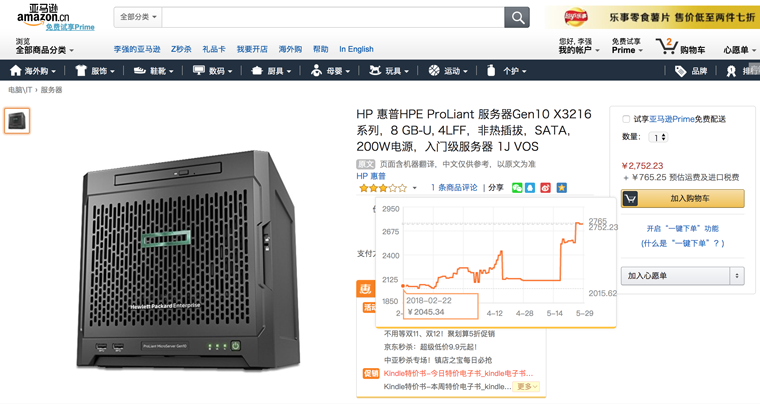 亚马逊
amazon.cn
免费试享Prime
全部分类
乐事零食薯片 售价低至两件七折
浏览
全部商品分类
李强的亚马逊 Z秒杀 礼品卡 我要开店 海外购 帮助 In English
您好, 李强
我的帐户
免费试享
Prime
2
购物车
心愿单
海外购 服饰 鞋靴 数码 厨具 母婴 玩具 运动 个护 品牌
电脑\IT › 服务器
HP 惠普HPE ProLiant 服务器Gen10 X3216
系列，8 GB-U, 4LFF，非热插拔，SATA，
200W电源，入门级服务器 1J VOS
原文 页面含机器翻译，中文仅供参考，以原文为准
HP 惠普
1 条商品评论 | 分享
支付方
2950
2675
2400
2125
1850
2765
2752.23
2015.62
2018-02-22
￥2045.34
4-12 4-28 5-14 5-29
惠
不用等双11、双12！聚划算5折促销
京东秒杀：超级低价9.9元起！
中亚秒杀专场！镇店之宝每日必抢
促销
Kindle特价书–今日特价电子书_kindle电子书...
Kindle特价书–本周特价电子书_kindle...
更多
Hewlett Packard Enterprise
ProLiant MicroServer Gen10
试享亚马逊Prime免费配送
数量： 1
￥2,752.23
+ ￥765.25 预估运费及进口税费
加入购物车
开启“一键下单”功能
(什么是“一键下单”？)
加入心愿单